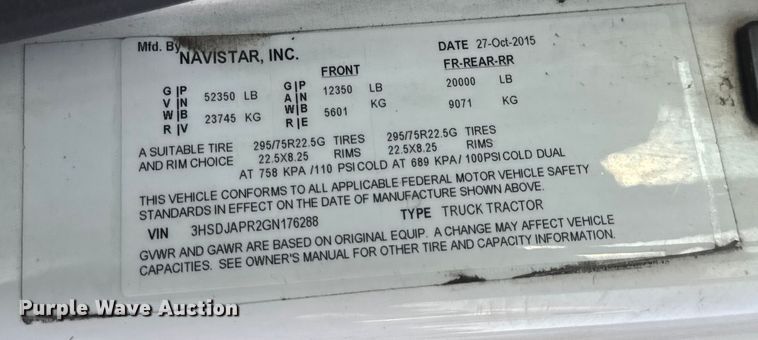 Mfd. By NAVISTAR, INC. DATE 27-Oct-2015
FRONT FR-REAR-RR
G|P 52350 LB G|P 12350 LB 20000 LB
V|N A|N
W|B 23745 KG W|B 5601 KG 9071 KG
R|V R|E
A SUITABLE TIRE 295/75R22.5G TIRES 295/75R22.5G TIRES
AND RIM CHOICE 22.5X8.25 RIMS 22.5X8.25 RIMS
AT 758 KPA /110 PSI COLD AT 689 KPA/ 100PSI COLD DUAL
THIS VEHICLE CONFORMS TO ALL APPLICABLE FEDERAL MOTOR VEHICLE SAFETY
STANDARDS IN EFFECT ON THE DATE OF MANUFACTURE SHOWN ABOVE.
VIN 3HSDJAPR2GN176288 TYPE TRUCK TRACTOR
GVWR AND GAWR ARE BASED ON ORIGINAL EQUIP. A CHANGE MAY AFFECT VEHICLE
CAPACITIES. SEE OWNER'S MANUAL FOR OTHER TIRE AND CAPACITY INFORMATION.
Purple Wave Auction